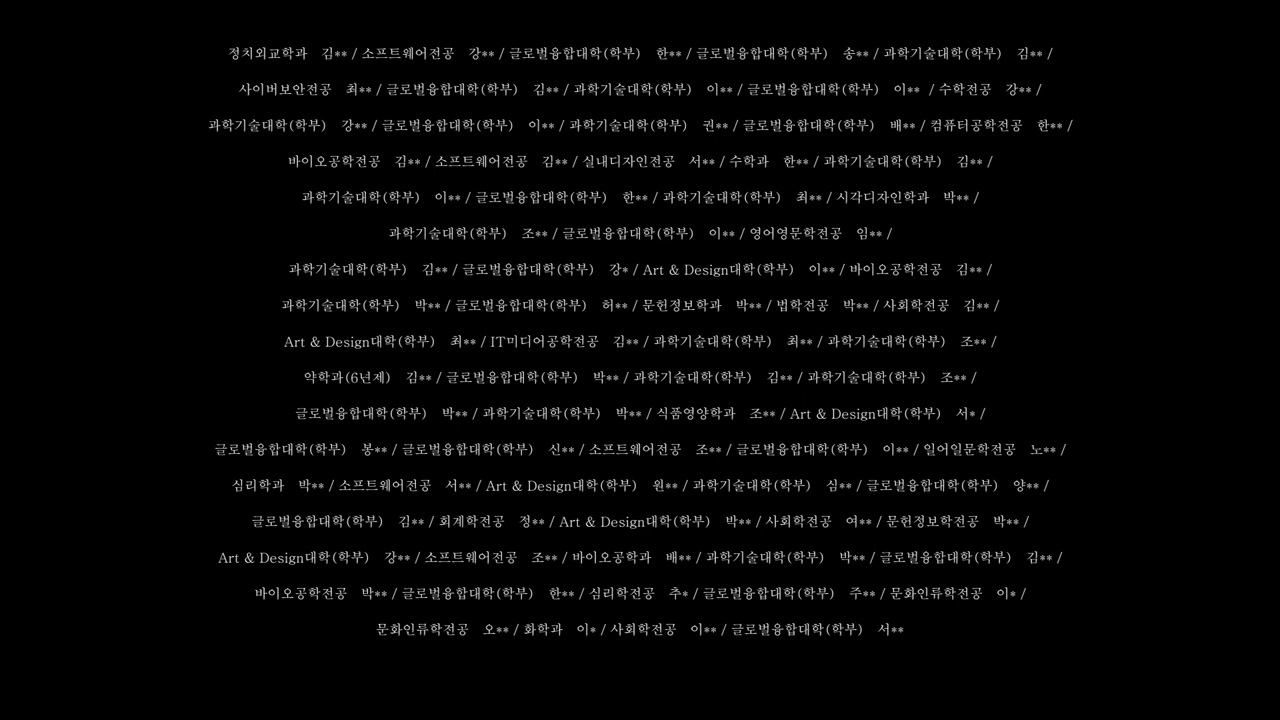 정치외교학과 김** / 소프트웨어전공 강** / 글로벌융합대학(학부) 한** / 글로벌융합대학(학부) 송** / 과학기술대학(학부) 김** /
사이버보안전공 최** / 글로벌융합대학(학부) 김** / 과학기술대학(학부) 이** / 글로벌융합대학(학부) 이** / 수학전공 강** /
과학기술대학(학부) 강** / 글로벌융합대학(학부) 이** / 과학기술대학(학부) 권** / 글로벌융합대학(학부) 배** / 컴퓨터공학전공 한** /
바이오공학전공 김** / 소프트웨어전공 김** / 실내디자인전공 서** / 수학과 한** / 과학기술대학(학부) 김** /
과학기술대학(학부) 이** / 글로벌융합대학(학부) 한** / 과학기술대학(학부) 최** / 시각디자인학과 박** /
과학기술대학(학부) 조** / 글로벌융합대학(학부) 이** / 영어영문학전공 임** /
과학기술대학(학부) 김** / 글로벌융합대학(학부) 강* / Art & Design대학(학부) 이** / 바이오공학전공 김** /
과학기술대학(학부) 박** / 글로벌융합대학(학부) 허** / 문헌정보학과 박** / 법학전공 박** / 사회학전공 김** /
Art & Design대학(학부) 최** / IT미디어공학전공 김** / 과학기술대학(학부) 최** / 과학기술대학(학부) 조** /
약학과(6년제) 김** / 글로벌융합대학(학부) 박** / 과학기술대학(학부) 김** / 과학기술대학(학부) 조** /
글로벌융합대학(학부) 박** / 과학기술대학(학부) 박** / 식품영양학과 조** / Art & Design대학(학부) 서* /
글로벌융합대학(학부) 봉** / 글로벌융합대학(학부) 신** / 소프트웨어전공 조** / 글로벌융합대학(학부) 이** / 일어일문학전공 노** /
심리학과 박** / 소프트웨어전공 서** / Art & Design대학(학부) 원** / 과학기술대학(학부) 심** / 글로벌융합대학(학부) 양** /
글로벌융합대학(학부) 김** / 회계학전공 정** / Art & Design대학(학부) 박** / 사회학전공 여** / 문헌정보학전공 박** /
Art & Design대학(학부) 강** / 소프트웨어전공 조** / 바이오공학과 배** / 과학기술대학(학부) 박** / 글로벌융합대학(학부) 김** /
바이오공학전공 박** / 글로벌융합대학(학부) 한** / 심리학전공 추* / 글로벌융합대학(학부) 주** / 문화인류학전공 이* /
문화인류학전공 오** / 화학과 이* / 사회학전공 이** / 글로벌융합대학(학부) 서**